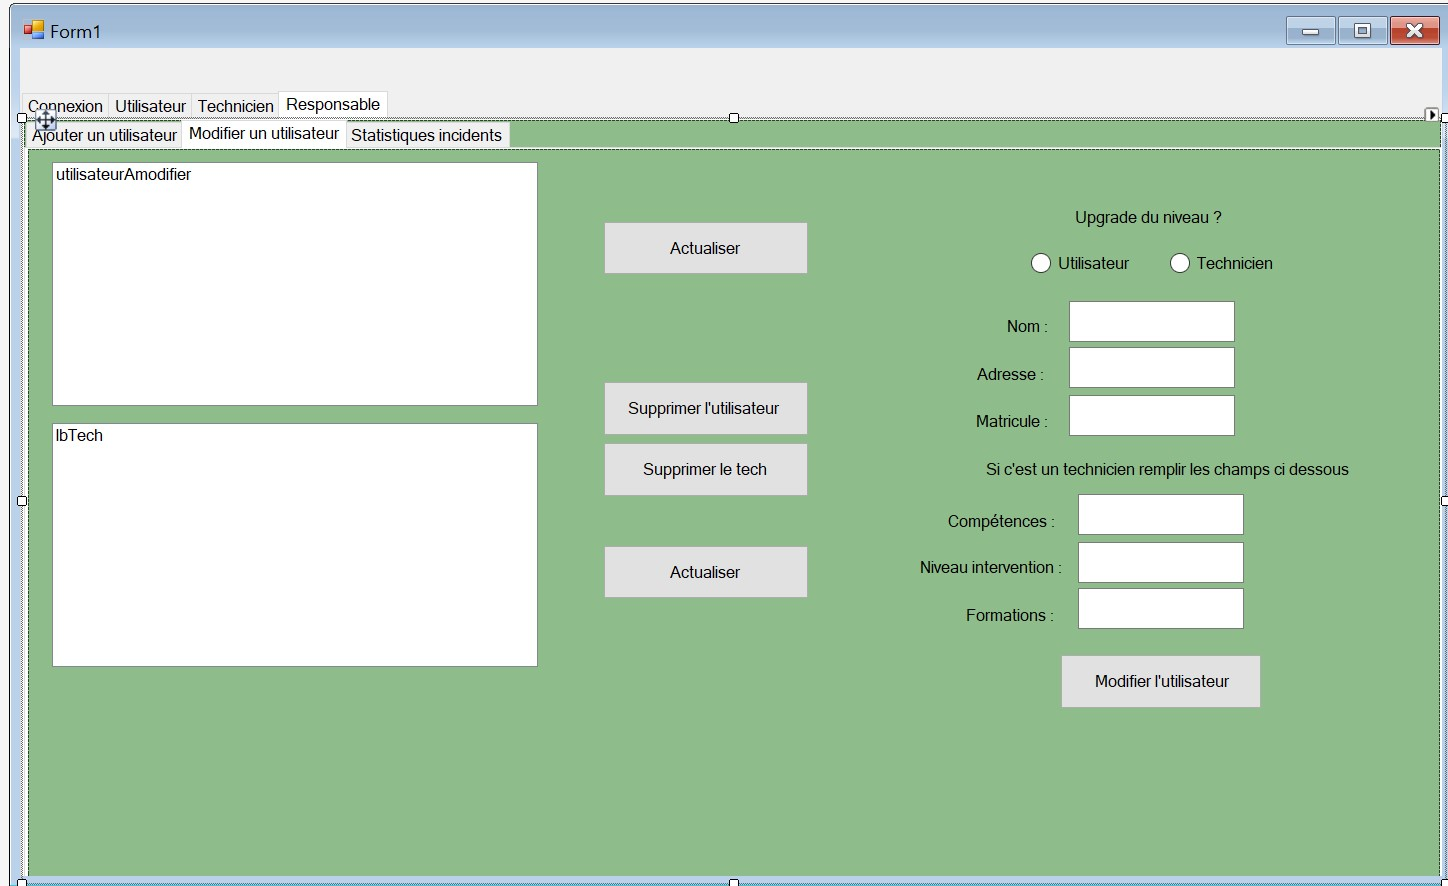 Form1
Connexion Utilisateur Technicien Responsable
Ajouter un utilisateur Modifier un utilisateur Statistiques incidents
utilisateurAmodifier
Actualiser
Supprimer l'utilisateur
lbTech
Supprimer le tech
Actualiser
Upgrade du niveau ?
Utilisateur Technicien
Nom :
Adresse :
Matricule :
Si c'est un technicien remplir les champs ci dessous
Compétences :
Niveau intervention :
Formations :
Modifier l'utilisateur